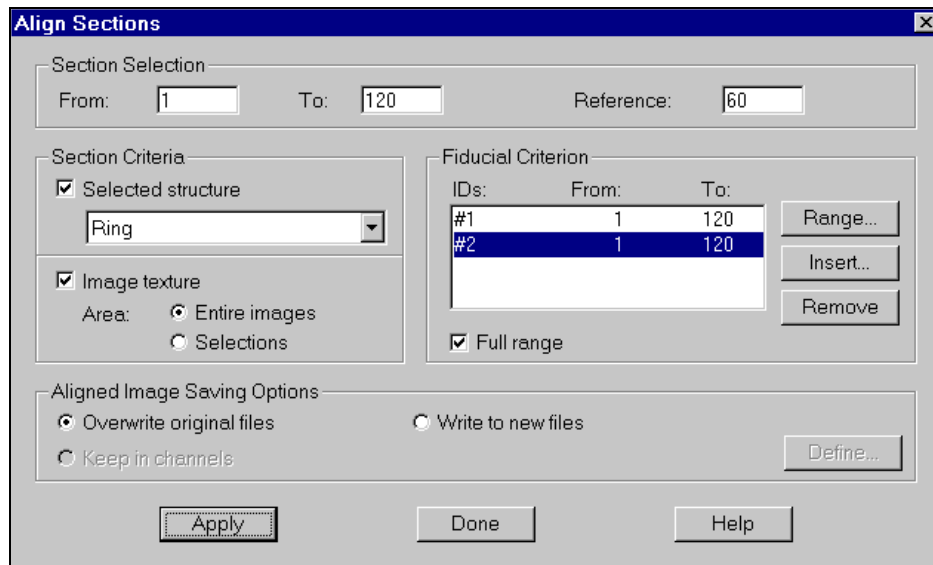 Align Sections
Section Selection
From: 1 To: 120 Reference: 60
Section Criteria
Selected structure
Ring
Image texture
Area: Entire images
Selections
Fiducial Criterion
IDs: From: To:
#1 1 120
#2 1 120
Range...
Insert...
Remove
Full range
Aligned Image Saving Options
Overwrite original files Write to new files
Keep in channels Define...
Apply Done Help